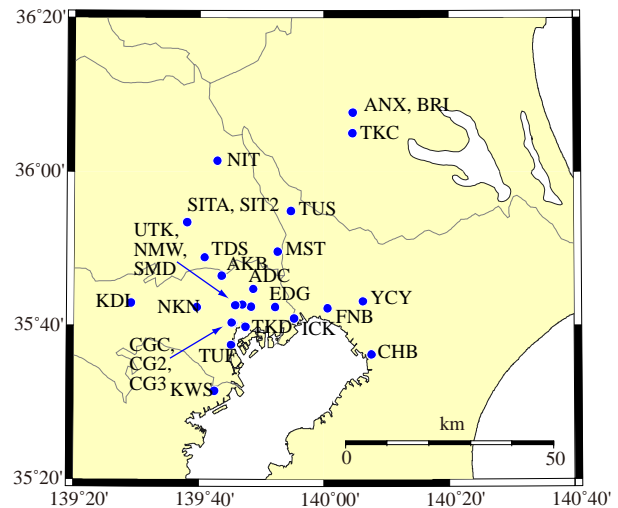 36°20'
ANX, BRI
TKC
36°00'
NIT
SITA, SIT2
TUS
UTK,
NMW,
SMD
TDS
MST
AKB
ADC
EDG
KDI
NKN
YCY
FNB
35°40'
TKD
ICK
CGC,
CG2,
CG3
TUF
CHB
KWS
km
0
50
35°20'
139°20'
139°40'
140°00'
140°20'
140°40'